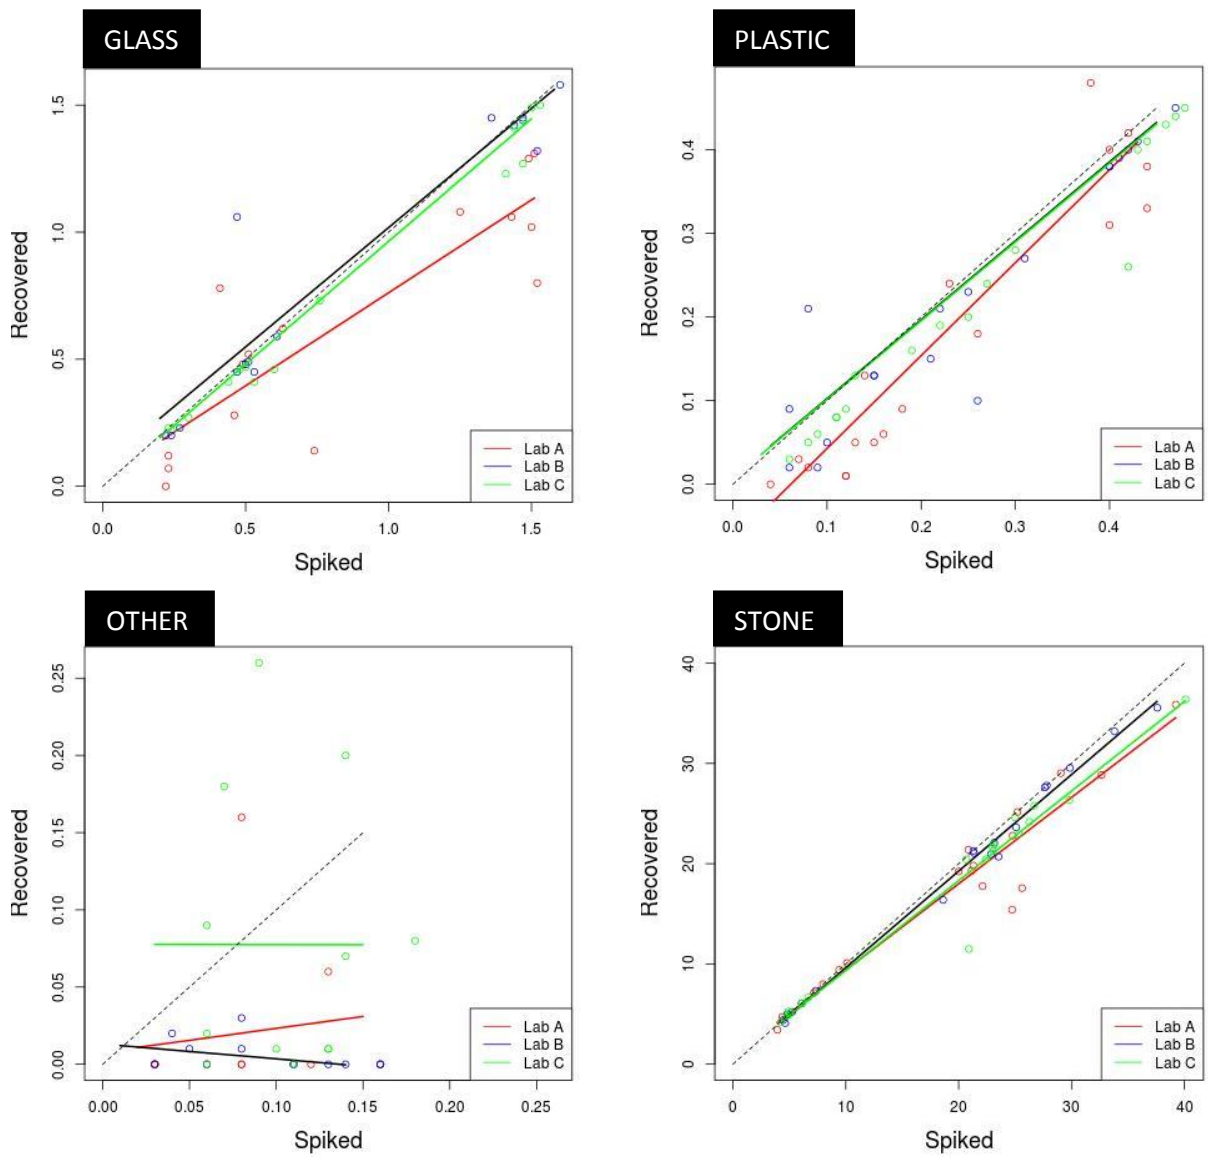 GLASS
Recovered
1.5
1.0
0.5
0.0
0.0 0.5 1.0 1.5
Spiked
Lab A
Lab B
Lab C
PLASTIC
Recovered
0.4
0.3
0.2
0.1
0.0
0.0 0.1 0.2 0.3 0.4
Spiked
Lab A
Lab B
Lab C
OTHER
Recovered
0.25
0.20
0.15
0.10
0.05
0.00
0.00 0.05 0.10 0.15 0.20 0.25
Spiked
Lab A
Lab B
Lab C
STONE
Recovered
40
30
20
10
0
0 10 20 30 40
Spiked
Lab A
Lab B
Lab C